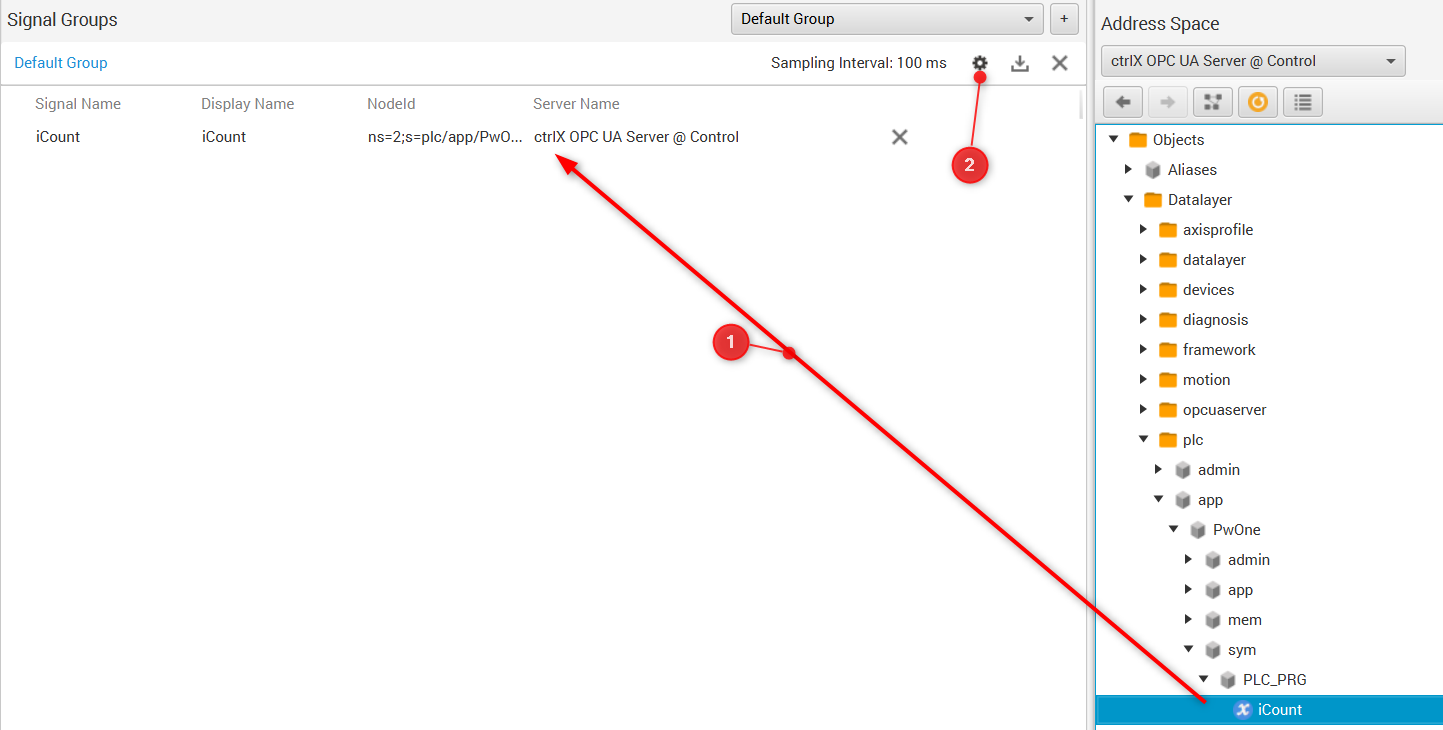 Signal Groups
Default Group
+
Default Group
Sampling Interval: 100 ms
Signal Name Display Name NodeId Server Name
iCount iCount ns=2;s=plc/app/PwO... ctrlX OPC UA Server @ Control
2
1
Address Space
ctrlX OPC UA Server @ Control
Objects
Aliases
Datalayer
axisprofile
datalayer
devices
diagnosis
framework
motion
opcuaserver
plc
admin
app
PwOne
admin
app
mem
sym
PLC_PRG
x iCount